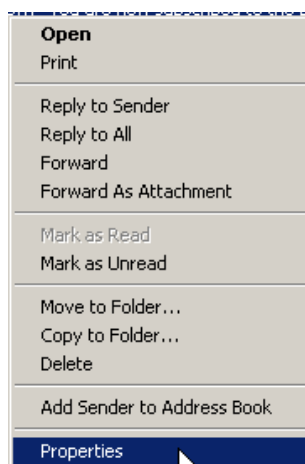 Open
Print
Reply to Sender
Reply to All
Forward
Forward As Attachment
Mark as Read
Mark as Unread
Move to Folder...
Copy to Folder...
Delete
Add Sender to Address Book
Properties